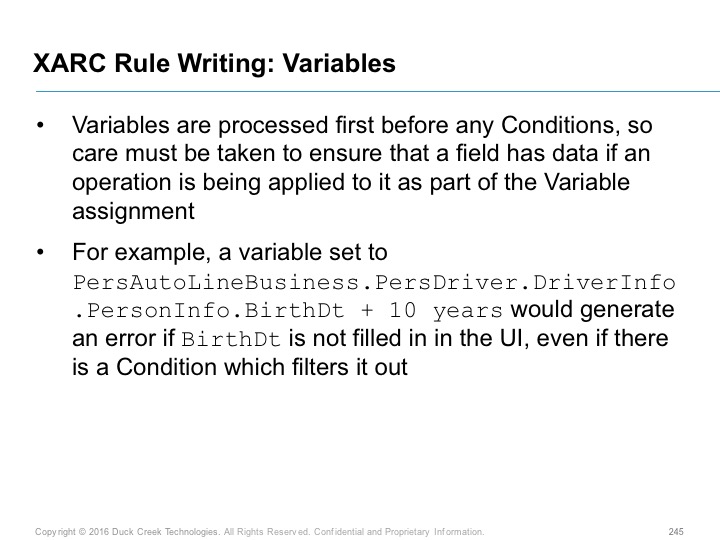 XARC Rule Writing: Variables
• Variables are processed first before any Conditions, so
care must be taken to ensure that a field has data if an
operation is being applied to it as part of the Variable
assignment
• For example, a variable set to
PersAutoLineBusiness.PersDriver.DriverInfo
.PersonInfo.BirthDt + 10 years would generate
an error if BirthDt is not filled in in the UI, even if there
is a Condition which filters it out
Copyright © 2016 Duck Creek Technologies. All Rights Reserved. Confidential and Proprietary Information. 245